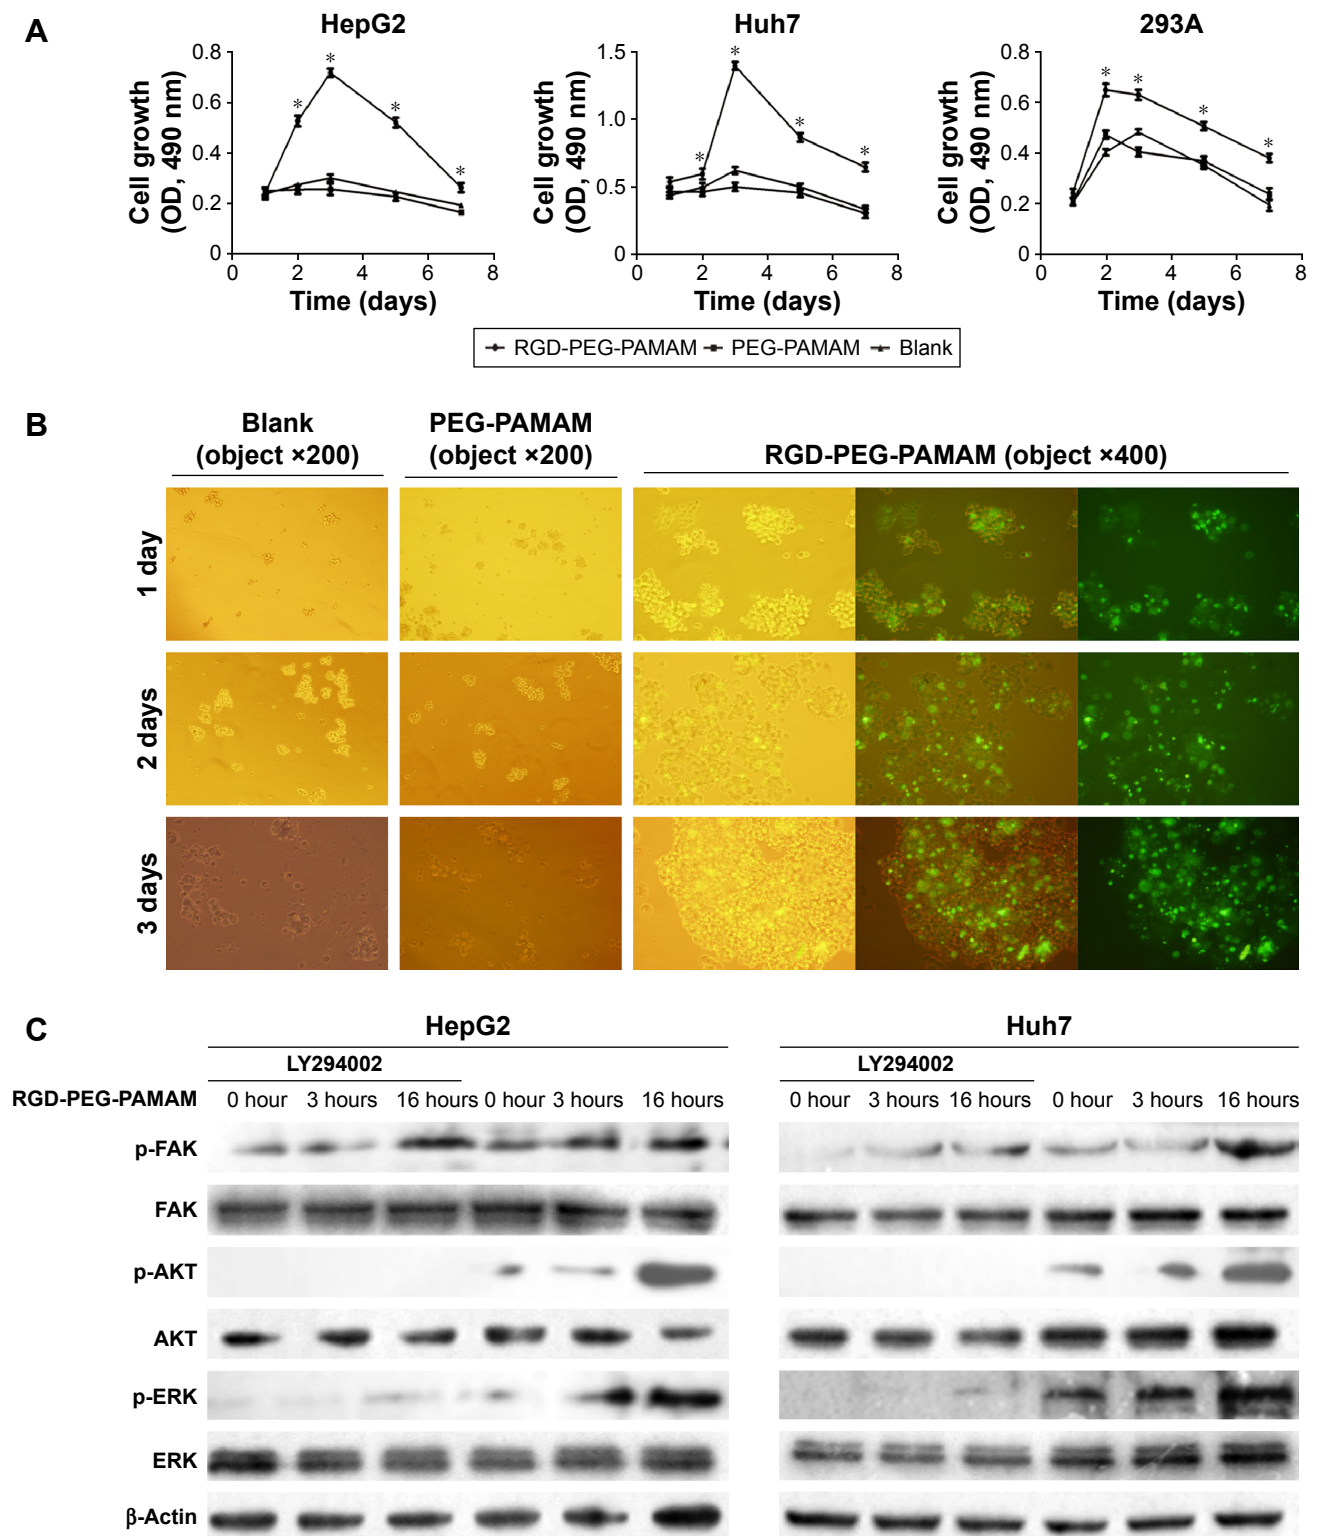 A
HepG2
Huh7
293A
Cell growth
(OD, 490 nm)
0.8
0.6
0.4
0.2
0
0 2 4 6 8
Time (days)
* * * *
Cell growth
(OD, 490 nm)
1.5
1.0
0.5
0
0 2 4 6 8
Time (days)
* * * *
Cell growth
(OD, 490 nm)
0.8
0.6
0.4
0.2
0
0 2 4 6 8
Time (days)
* * * *
RGD-PEG-PAMAM PEG-PAMAM Blank
B
Blank
(object ×200)
PEG-PAMAM
(object ×200)
RGD-PEG-PAMAM (object ×400)
1 day
2 days
3 days
C
HepG2 Huh7
LY294002 LY294002
RGD-PEG-PAMAM 0 hour 3 hours 16 hours 0 hour 3 hours 16 hours 0 hour 3 hours 16 hours 0 hour 3 hours 16 hours
p-FAK
FAK
p-AKT
AKT
p-ERK
ERK
β-Actin